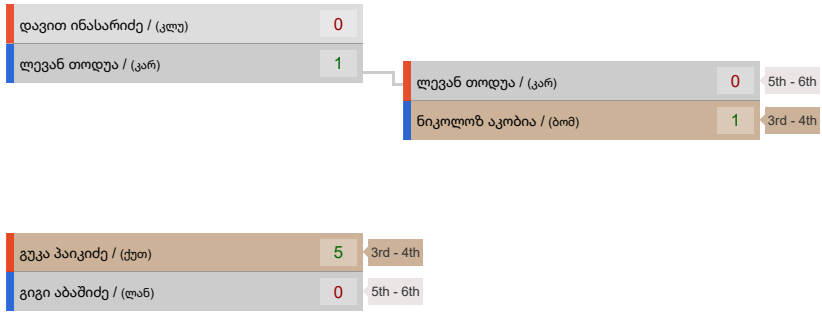 დავით ინასარიძე / (კლუ) 0
ლევან თოდუა / (კარ) 1
ლევან თოდუა / (კარ) 0 5th - 6th
ნიკოლოზ აკობია / (ბომ) 1 3rd - 4th
გუკა პაიკიძე / (ქუთ) 5 3rd - 4th
გიგი აბაშიძე / (ლან) 0 5th - 6th